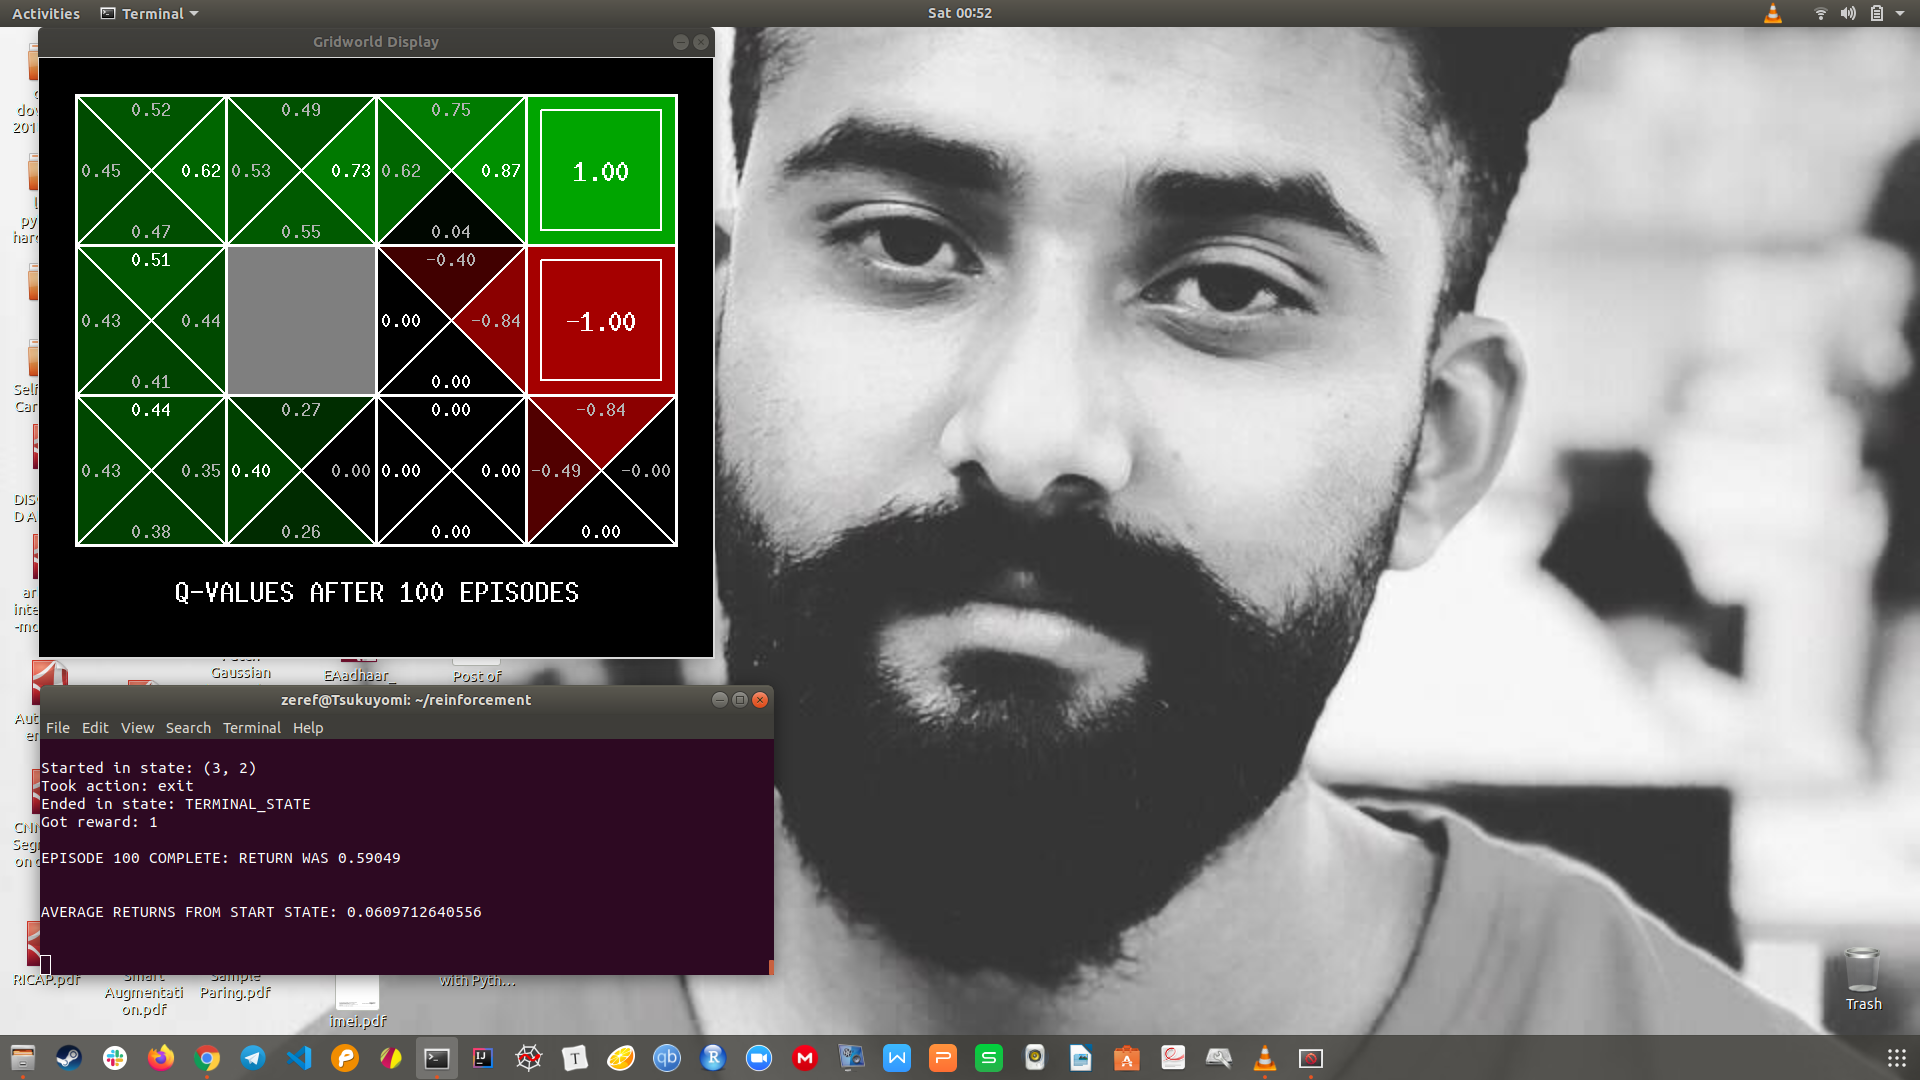 Activities
Terminal
Sat 00:52
Gridworld Display
0.52 0.49 0.75
0.45 0.62 0.53 0.73 0.62 0.87 1.00
0.47 0.55 0.04
0.51 -0.40
0.43 0.44 0.00 -0.84 -1.00
0.41 0.00
0.44 0.27 0.00 -0.84
0.43 0.35 0.40 0.00 0.00 0.00 -0.49 -0.00
0.38 0.26 0.00 0.00
Q-VALUES AFTER 100 EPISODES
Gaussian
EAadhaar_
Post of
zeref@Tsukuyomi: ~/reinforcement
File Edit View Search Terminal Help
Started in state: (3, 2)
Took action: exit
Ended in state: TERMINAL_STATE
Got reward: 1
EPISODE 100 COMPLETE: RETURN WAS 0.59049
AVERAGE RETURNS FROM START STATE: 0.0609712640556
RICAP.pdf
Smart
Augmentati
on.pdf
Sample
Paring.pdf
imei.pdf
with Pyth...
Trash